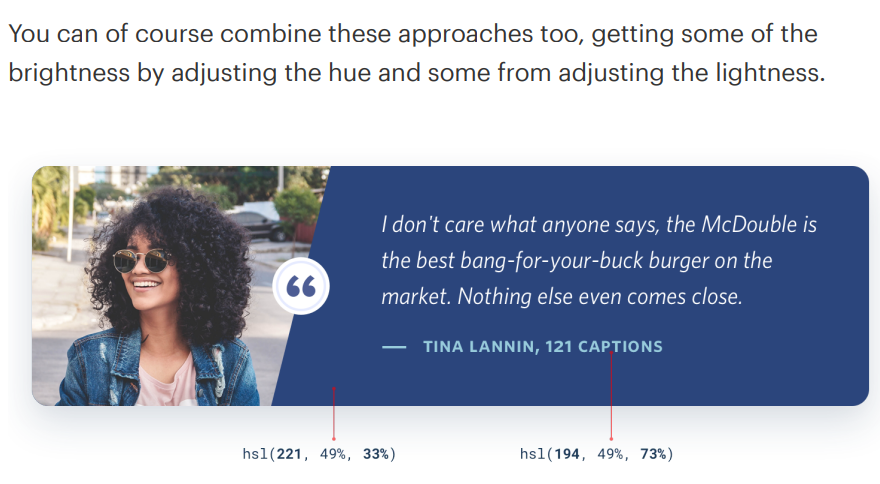 You can of course combine these approaches too, getting some of the
brightness by adjusting the hue and some from adjusting the lightness.
“
I don't care what anyone says, the McDouble is
the best bang-for-your-buck burger on the
market. Nothing else even comes close.
— TINA LANNIN, 121 CAPTIONS
hsl(221, 49%, 33%) hsl(194, 49%, 73%)